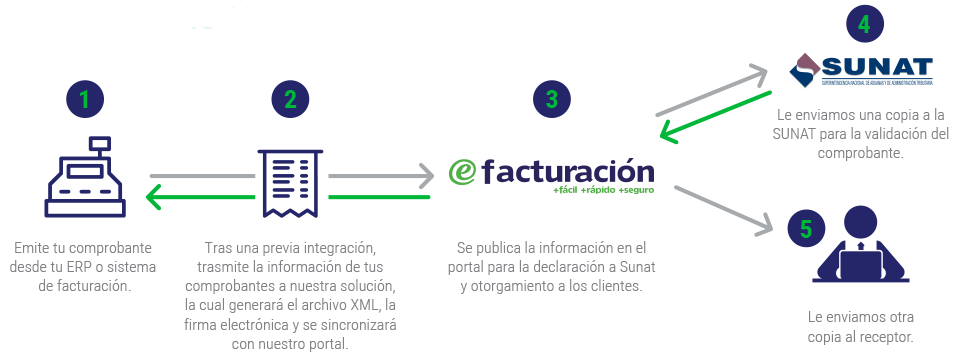 1
Emite tu comprobante
desde tu ERP o sistema
de facturación.
2
Tras una previa integración,
trasmite la información de tus
comprobantes a nuestra solución,
la cual generará el archivo XML, la
firma electrónica y se sincronizará
con nuestro portal.
3
e facturación
+fácil +rápido +seguro
Se publica la información en el
portal para la declaración a Sunat
y otorgamiento a los clientes.
4
SUNAT
SUPERINTENDENCIA NACIONAL DE ADUANAS Y DE ADMINISTRACIÓN TRIBUTARIA
Le enviamos una copia a la
SUNAT para la validación del
comprobante.
5
Le enviamos otra
copia al receptor.